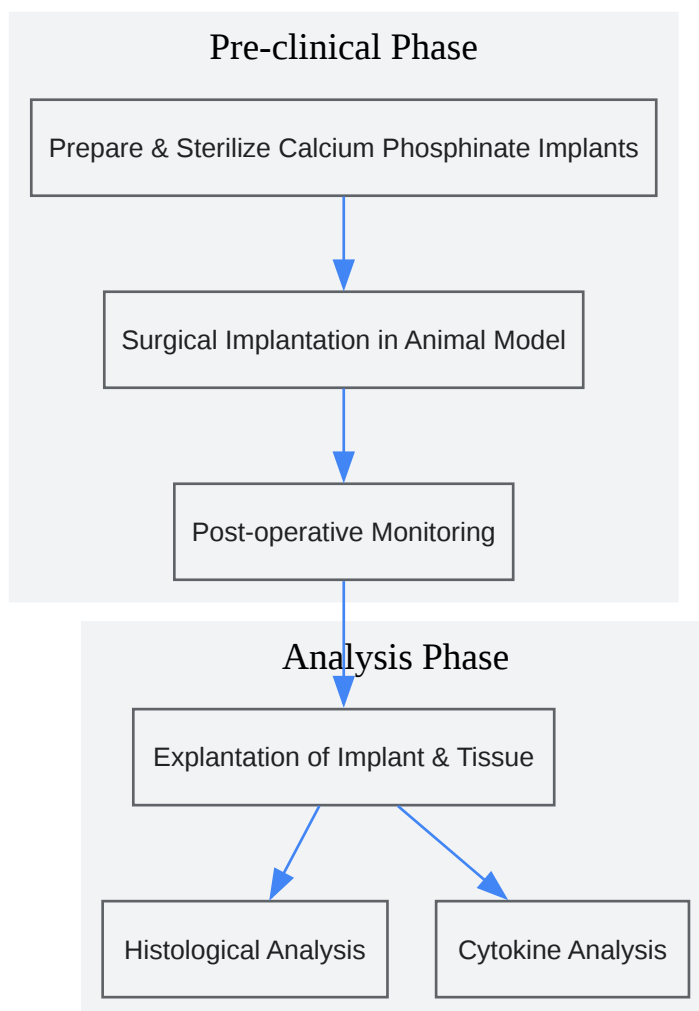 Pre-clinical Phase
Prepare & Sterilize Calcium Phosphinate Implants
Surgical Implantation in Animal Model
Post-operative Monitoring
Analysis Phase
Explantation of Implant & Tissue
Histological Analysis
Cytokine Analysis